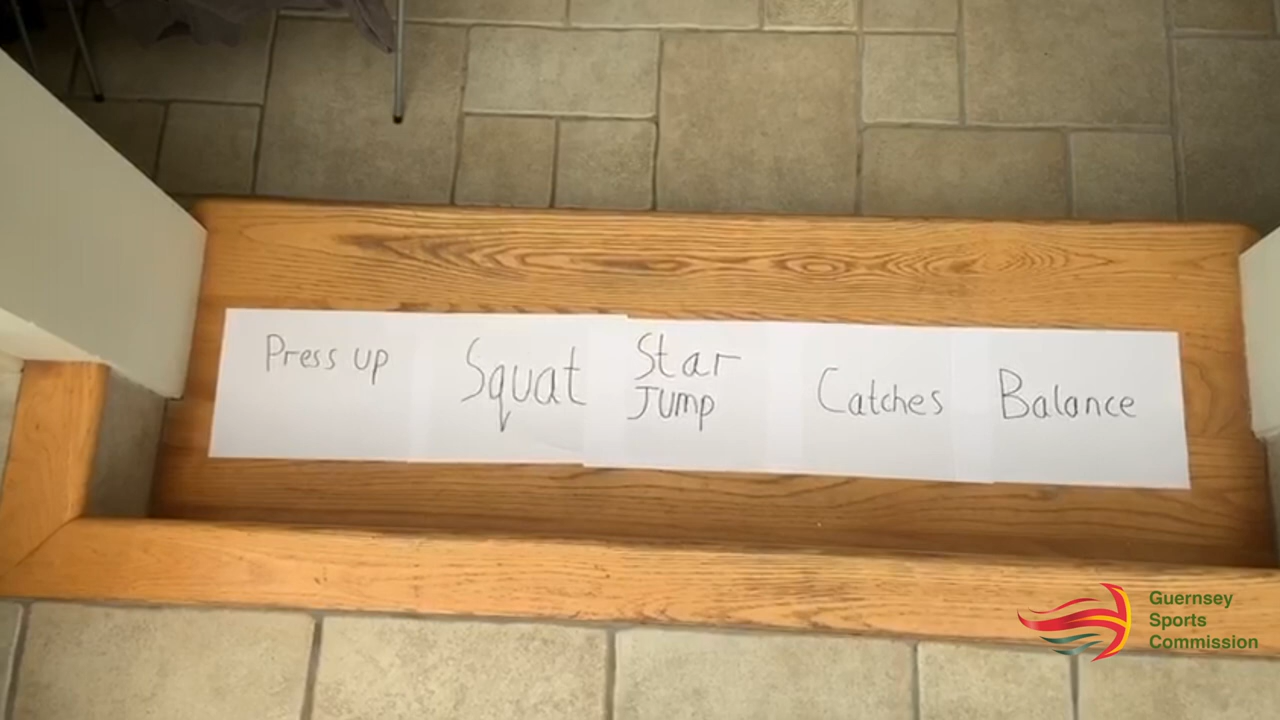 Press up
Squat
Star
Jump
Catches
Balance
Guernsey
Sports
Commission